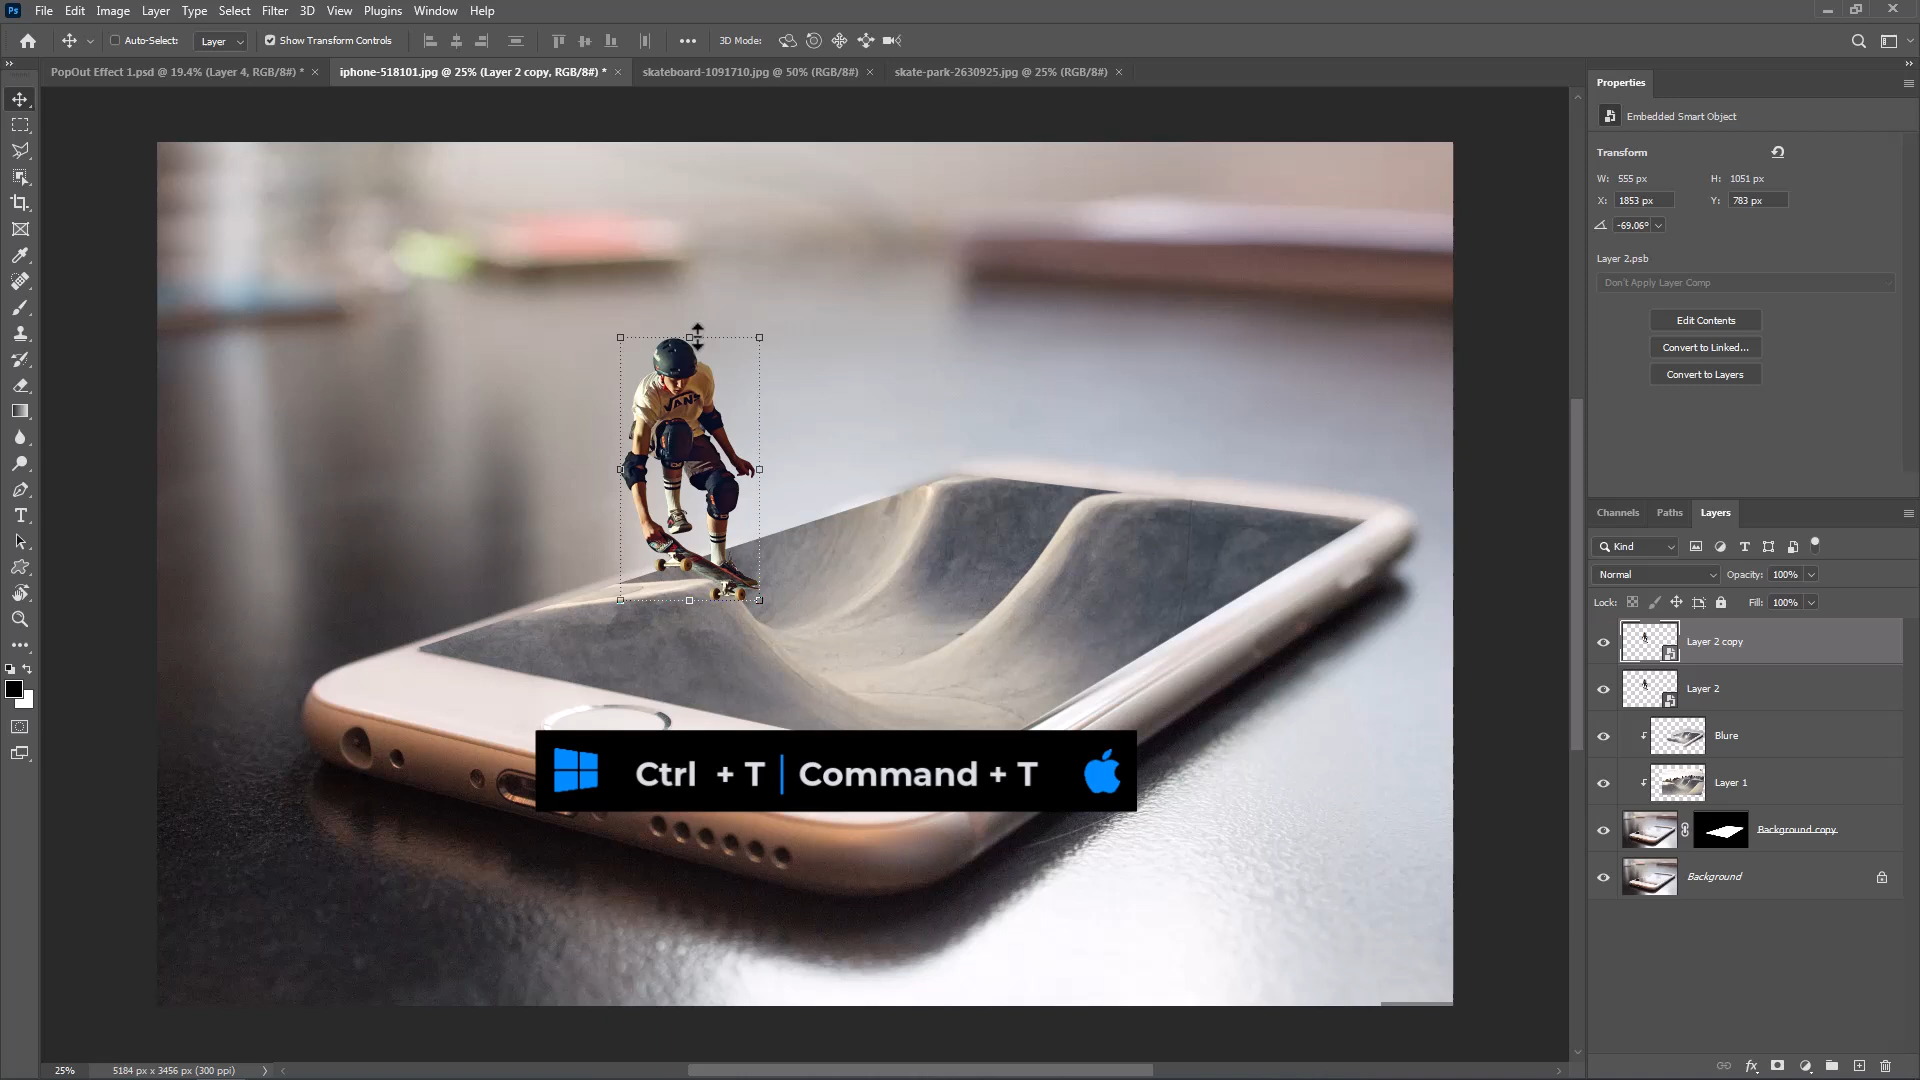 Ps File Edit Image Layer Type Select Filter 3D View Plugins Window Help
Auto-Select: Layer Show Transform Controls 3D Mode:
PopOut Effect 1.psd @ 19.4% (Layer 4, RGB/8#) * × iphone-518101.jpg @ 25% (Layer 2 copy, RGB/8#) * × skateboard-1091710.jpg @ 50% (RGB/8#) × skate-park-2630925.jpg @ 25% (RGB/8#) ×
Properties
Embedded Smart Object
Transform
W: 555 px H: 1051 px
X: 1853 px Y: 783 px
-69.06°
Layer 2.psb
Don't Apply Layer Comp
Edit Contents
Convert to Linked...
Convert to Layers
VANS
Channels Paths Layers
Kind
Normal Opacity: 100%
Lock: Fill: 100%
Layer 2 copy
Layer 2
Blure
Layer 1
Background copy
Background
Ctrl + T | Command + T
25% 5184 px x 3456 px (300 ppi)